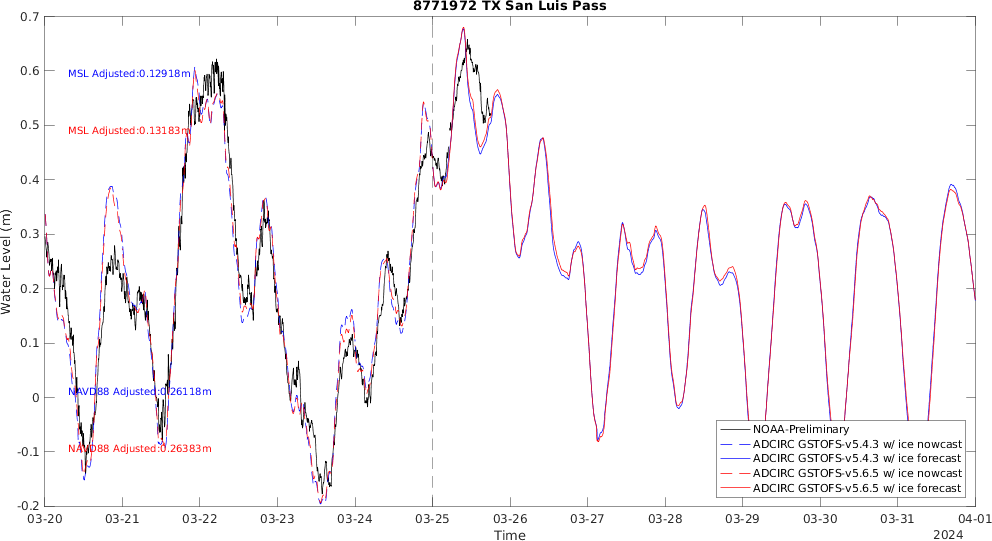 8771972 TX San Luis Pass
Water Level (m)
0.7
0.6
0.5
0.4
0.3
0.2
0.1
0
-0.1
-0.2
MSL Adjusted:0.12918m
MSL Adjusted:0.13183m
NAVD88 Adjusted:0.26118m
NAVD88 Adjusted:0.26383m
NOAA-Preliminary
ADCIRC GSTOFS-v5.4.3 w/ ice nowcast
ADCIRC GSTOFS-v5.4.3 w/ ice forecast
ADCIRC GSTOFS-v5.6.5 w/ ice nowcast
ADCIRC GSTOFS-v5.6.5 w/ ice forecast
03-20 03-21 03-22 03-23 03-24 03-25 03-26 03-27 03-28 03-29 03-30 03-31 04-01
Time
2024